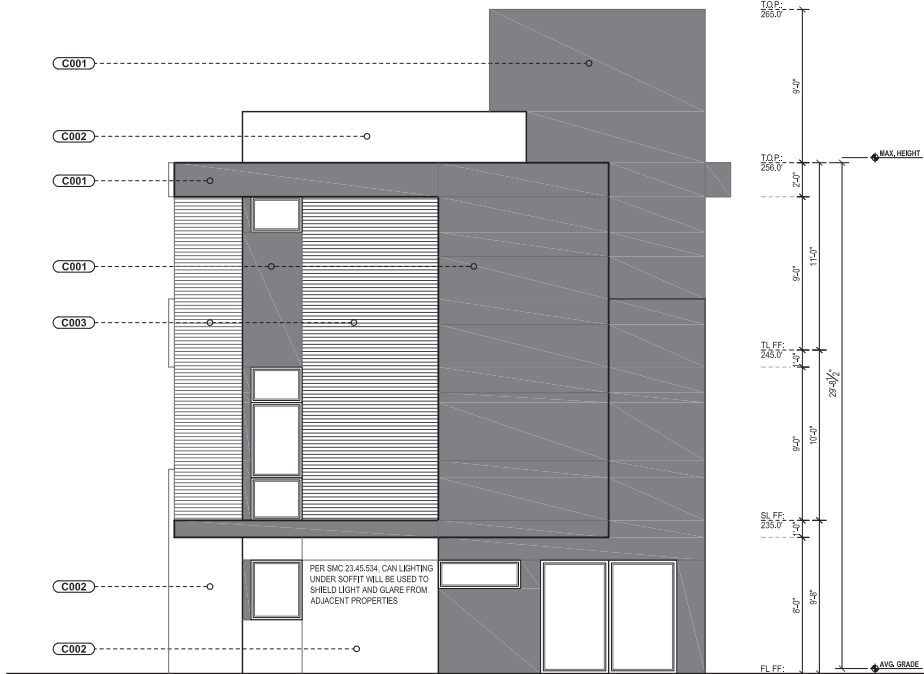 T.O.P.:
265.0'
C001
9'-0"
C002
MAX, HEIGHT
T.O.P.:
256.0'
C001
2'-0"
C001
9'-0"
11'-0"
C003
TL FF:
245.0'
1'-0"
29'-8½"
9'-0"
10'-0"
SL FF:
235.0'
1'-0"
PER SMC 23.45.534, CAN LIGHTING
UNDER SOFFIT WILL BE USED TO
SHIELD LIGHT AND GLARE FROM
ADJACENT PROPERTIES
C002
8'-0"
9'-8"
C002
FL FF:
AVG. GRADE